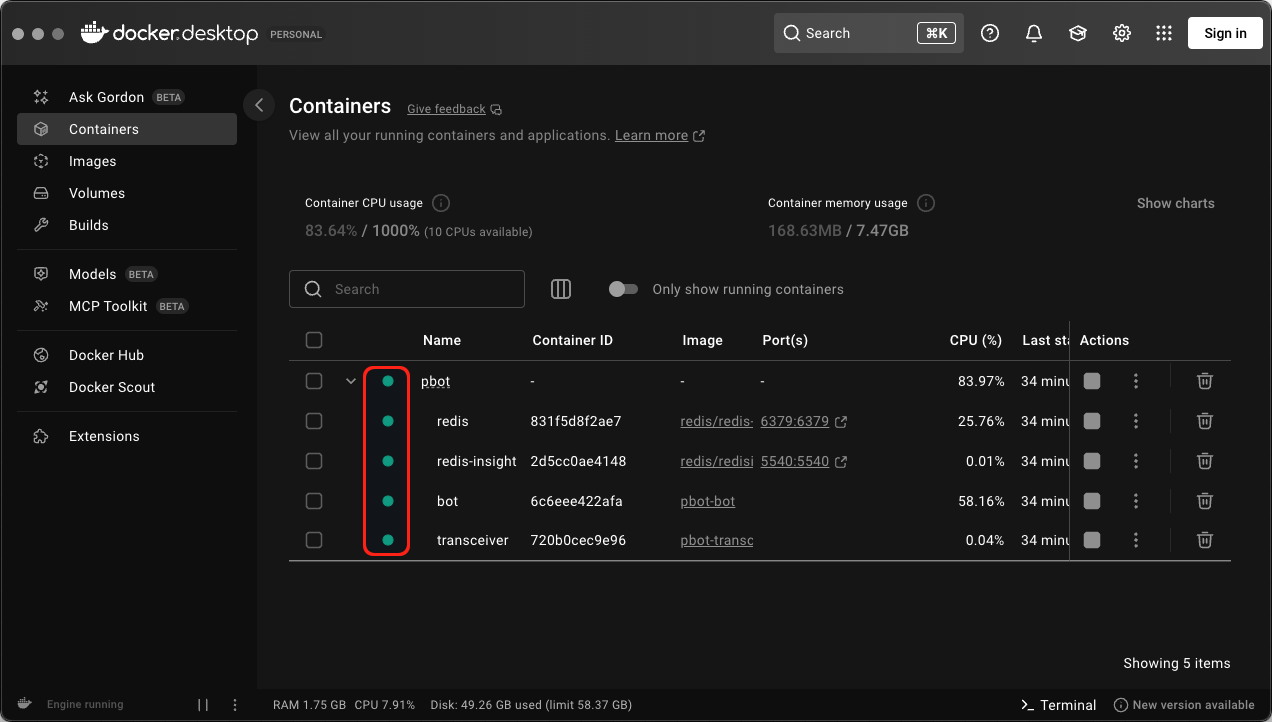 docker.desktop PERSONAL
Search ⌘K
Sign in
Ask Gordon BETA
Containers
Images
Volumes
Builds
Models BETA
MCP Toolkit BETA
Docker Hub
Docker Scout
Extensions
Containers Give feedback
View all your running containers and applications. Learn more
Container CPU usage
83.64% / 1000% (10 CPUs available)
Container memory usage
168.63MB / 7.47GB
Show charts
Search
Only show running containers
Name Container ID Image Port(s) CPU (%) Last sta Actions
pbot - - - 83.97% 34 minu
redis 831f5d8f2ae7 redis/redis- 6379:6379 25.76% 34 minu
redis-insight 2d5cc0ae4148 redis/redisi 5540:5540 0.01% 34 minu
bot 6c6eee422afa pbot-bot 58.16% 34 minu
transceiver 720b0cec9e96 pbot-transc 0.04% 34 minu
Showing 5 items
Engine running
RAM 1.75 GB CPU 7.91% Disk: 49.26 GB used (limit 58.37 GB)
>_ Terminal
New version available